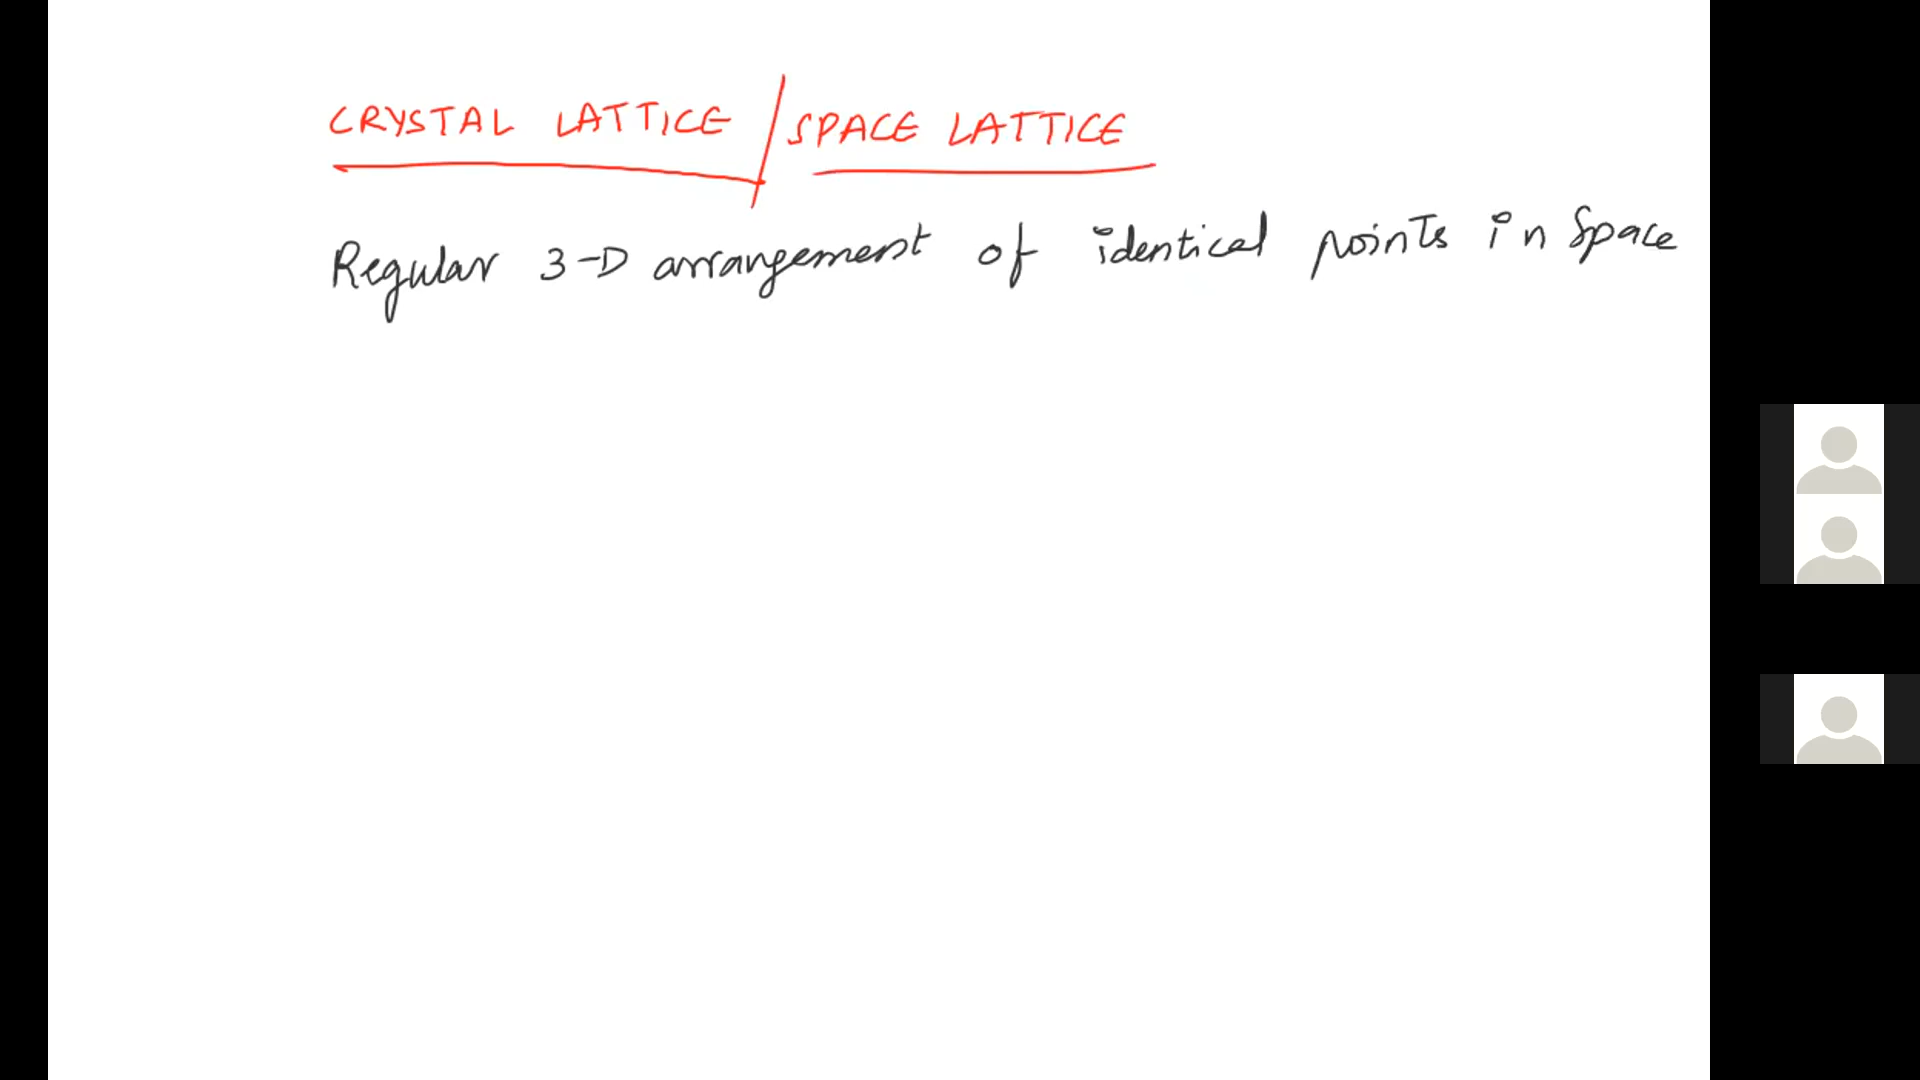 CRYSTAL LATTICE / SPACE LATTICE
Regular 3-D arrangement of identical points in space